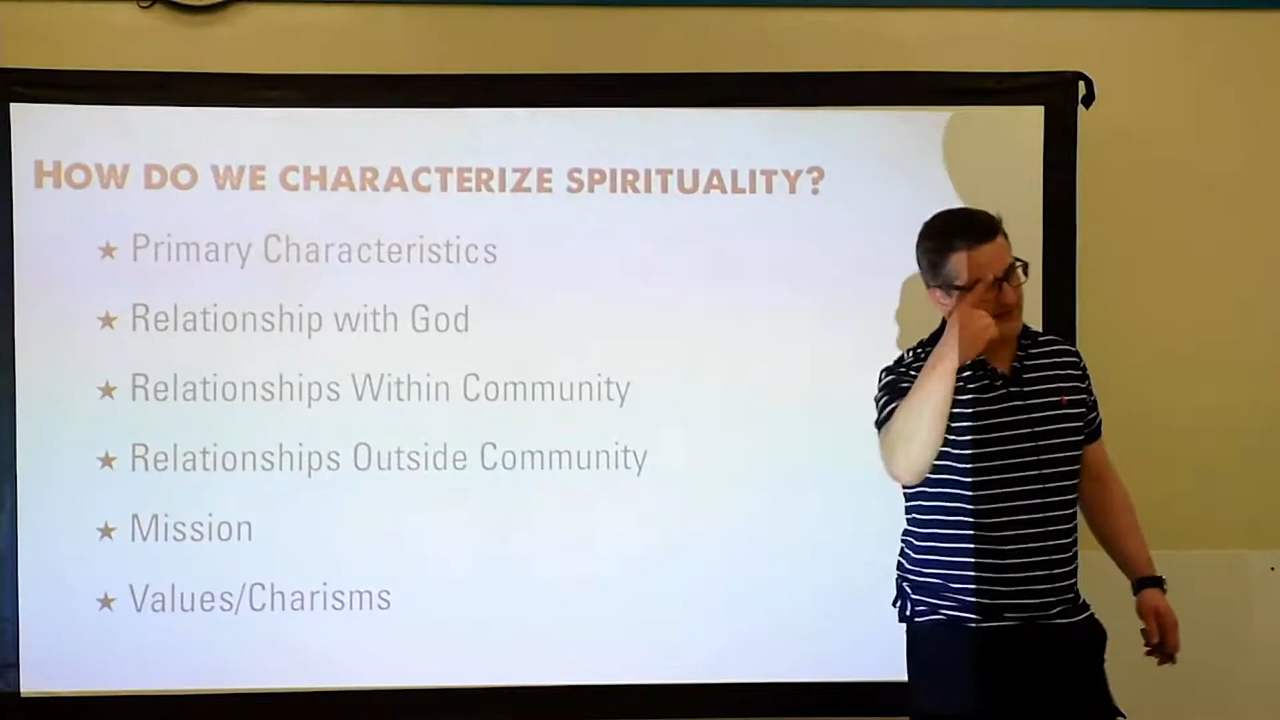 HOW DO WE CHARACTERIZE SPIRITUALITY?
★ Primary Characteristics
★ Relationship with God
★ Relationships Within Community
★ Relationships Outside Community
★ Mission
★ Values/Charisms